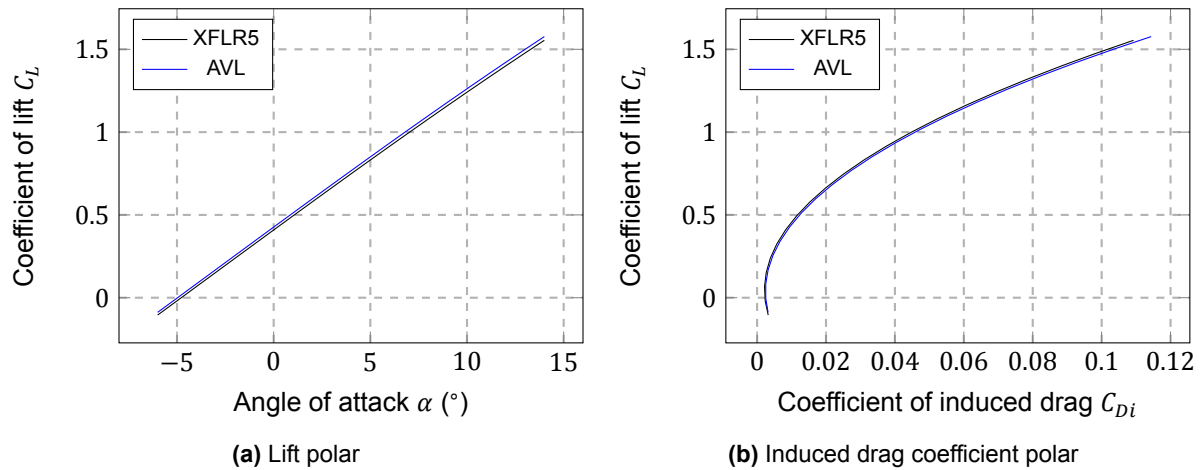 XFLR5
AVL
1.5
1
0.5
0
Coefficient of lift C_L
−5
0
5
10
15
Angle of attack α (°)
(a) Lift polar
XFLR5
AVL
1.5
1
0.5
0
Coefficient of lift C_L
0
0.02
0.04
0.06
0.08
0.1
0.12
Coefficient of induced drag C_{Di}
(b) Induced drag coefficient polar